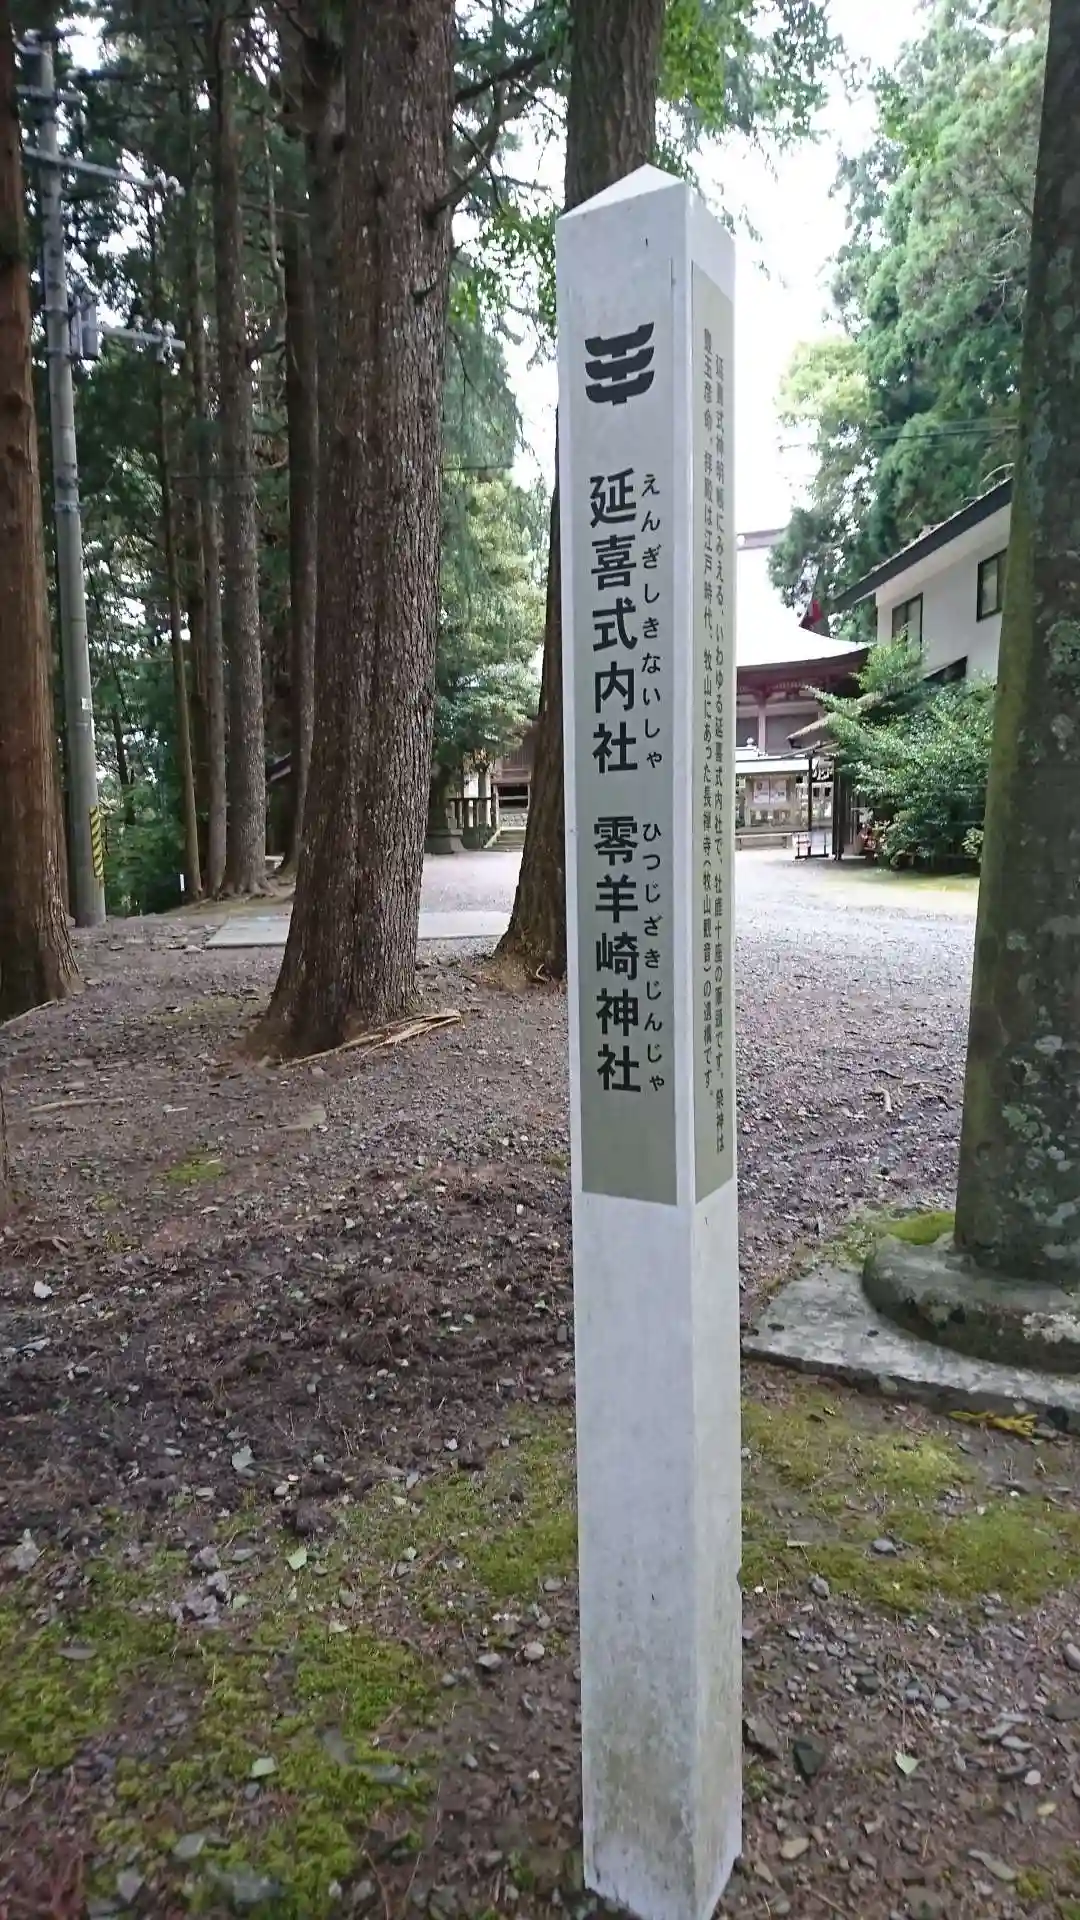 延喜式内社 零羊崎神社
えんぎしきないしゃ ひつじざきじんじゃ
延喜式神明帳にみえる、いわゆる延喜式内社で、牡鹿十座の筆頭です。祭神は
豊玉彦命。拝殿は江戸時代、牧山にあった長禅寺(牧山観音)の遺構です。